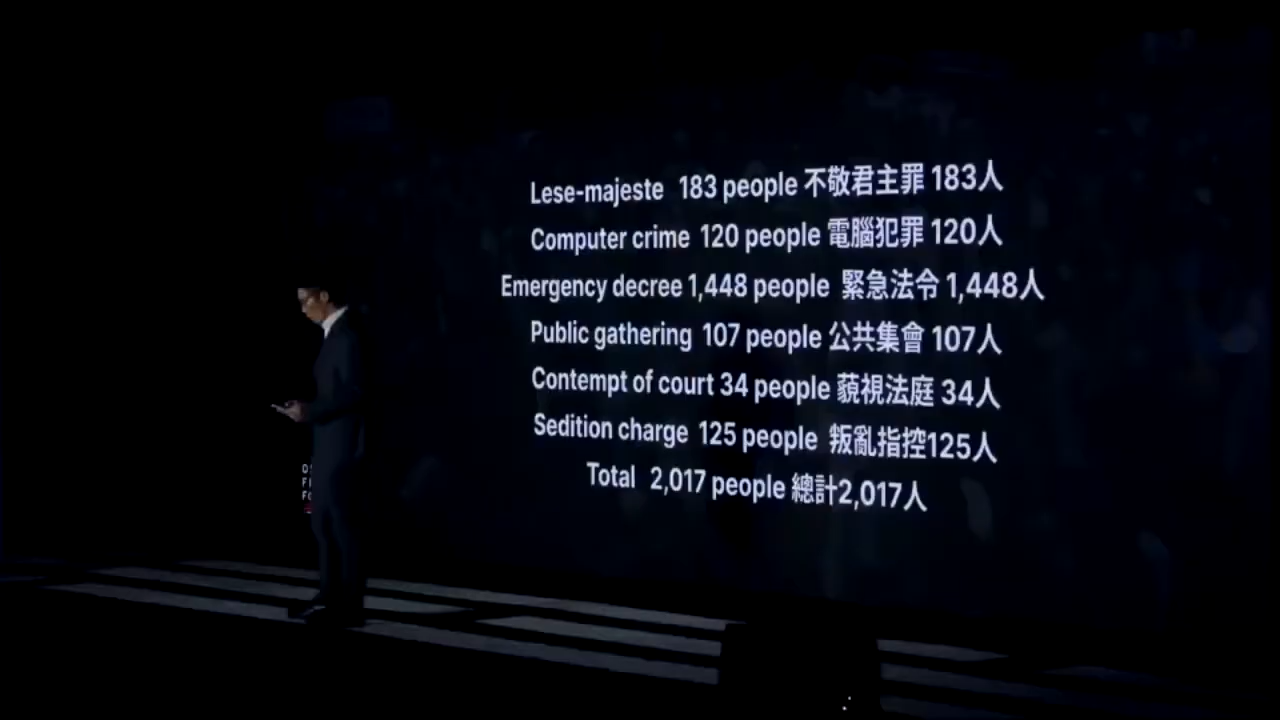 Lese-majeste 183 people 不敬君主罪 183人
Computer crime 120 people 電腦犯罪 120人
Emergency decree 1,448 people 緊急法令 1,448人
Public gathering 107 people 公共集會 107人
Contempt of court 34 people 藐視法庭 34人
Sedition charge 125 people 叛亂指控125人
Total 2,017 people 總計2,017人